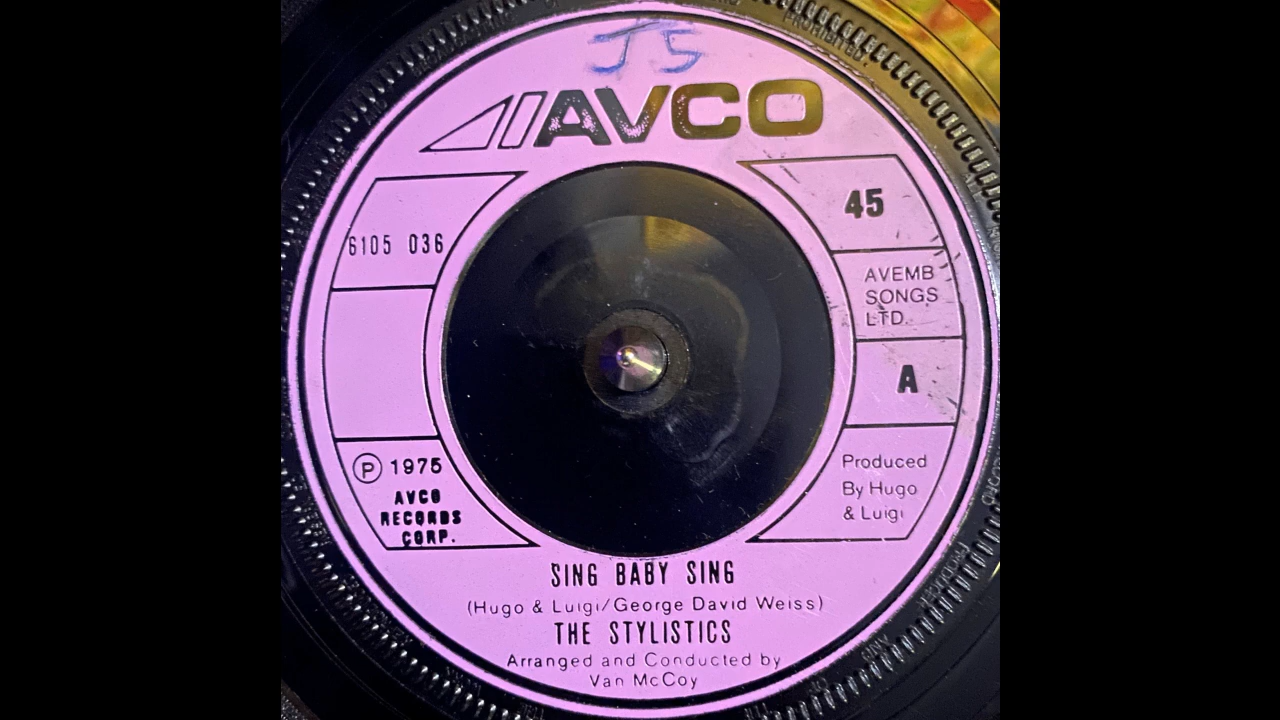 J5
AVCO
6105 036
45
AVEMB
SONGS
LTD.
A
℗ 1975
AVCO
RECORDS
CORP.
Produced
By Hugo
& Luigi
SING BABY SING
(Hugo & Luigi/George David Weiss)
THE STYLISTICS
Arranged and Conducted by
Van McCoy